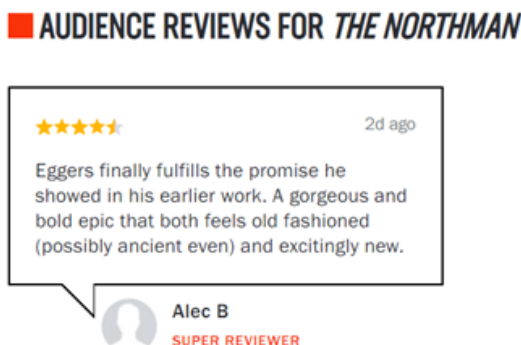 AUDIENCE REVIEWS FOR THE NORTHMAN
2d ago
Eggers finally fulfills the promise he
showed in his earlier work. A gorgeous and
bold epic that both feels old fashioned
(possibly ancient even) and excitingly new.
Alec B
SUPER REVIEWER